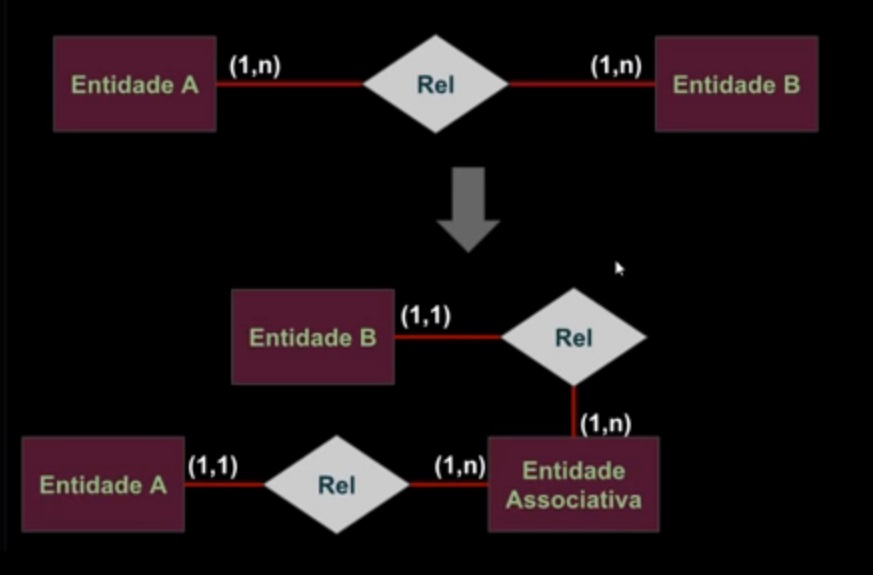 Entidade A
(1,n)
Rel
(1,n)
Entidade B
Entidade B
(1,1)
Rel
(1,n)
Entidade A
(1,1)
Rel
(1,n)
Entidade
Associativa